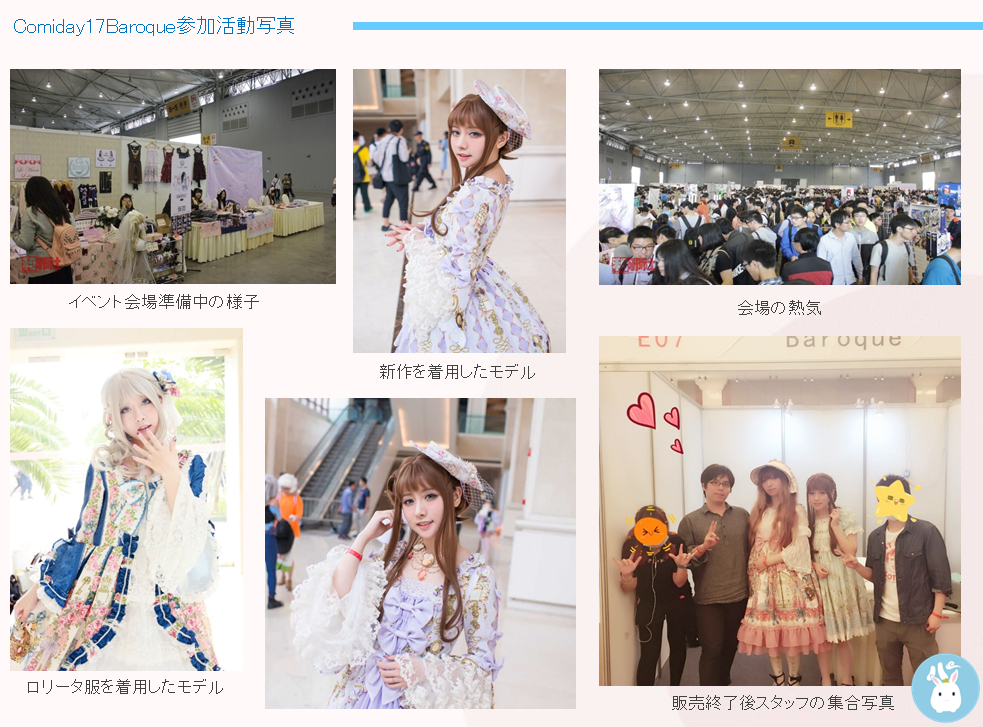 Comiday17Baroque参加活動写真
イベント会場準備中の様子
新作を着用したモデル
会場の熱気
E07 Baroque
ロリータ服を着用したモデル
販売終了後スタッフの集合写真